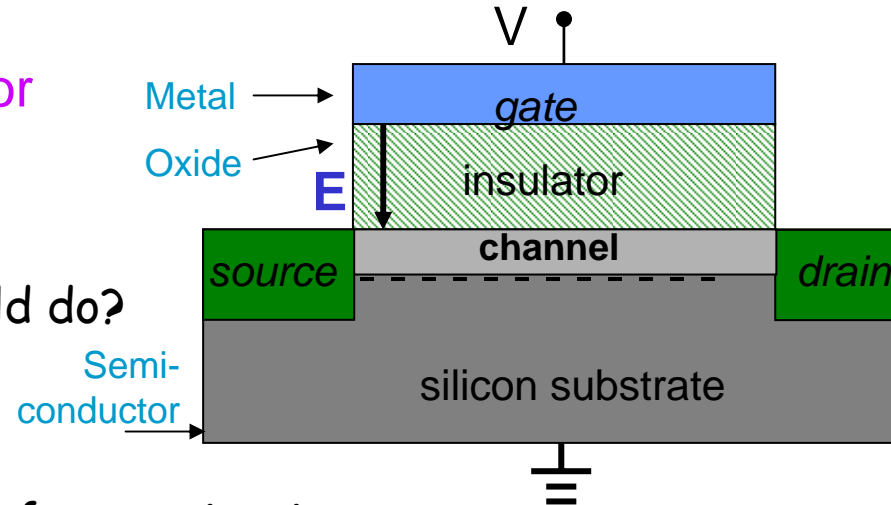 V
or
Metal
gate
Oxide
insulator
E
channel
source
drain
ld do?
Semi-
conductor
silicon substrate